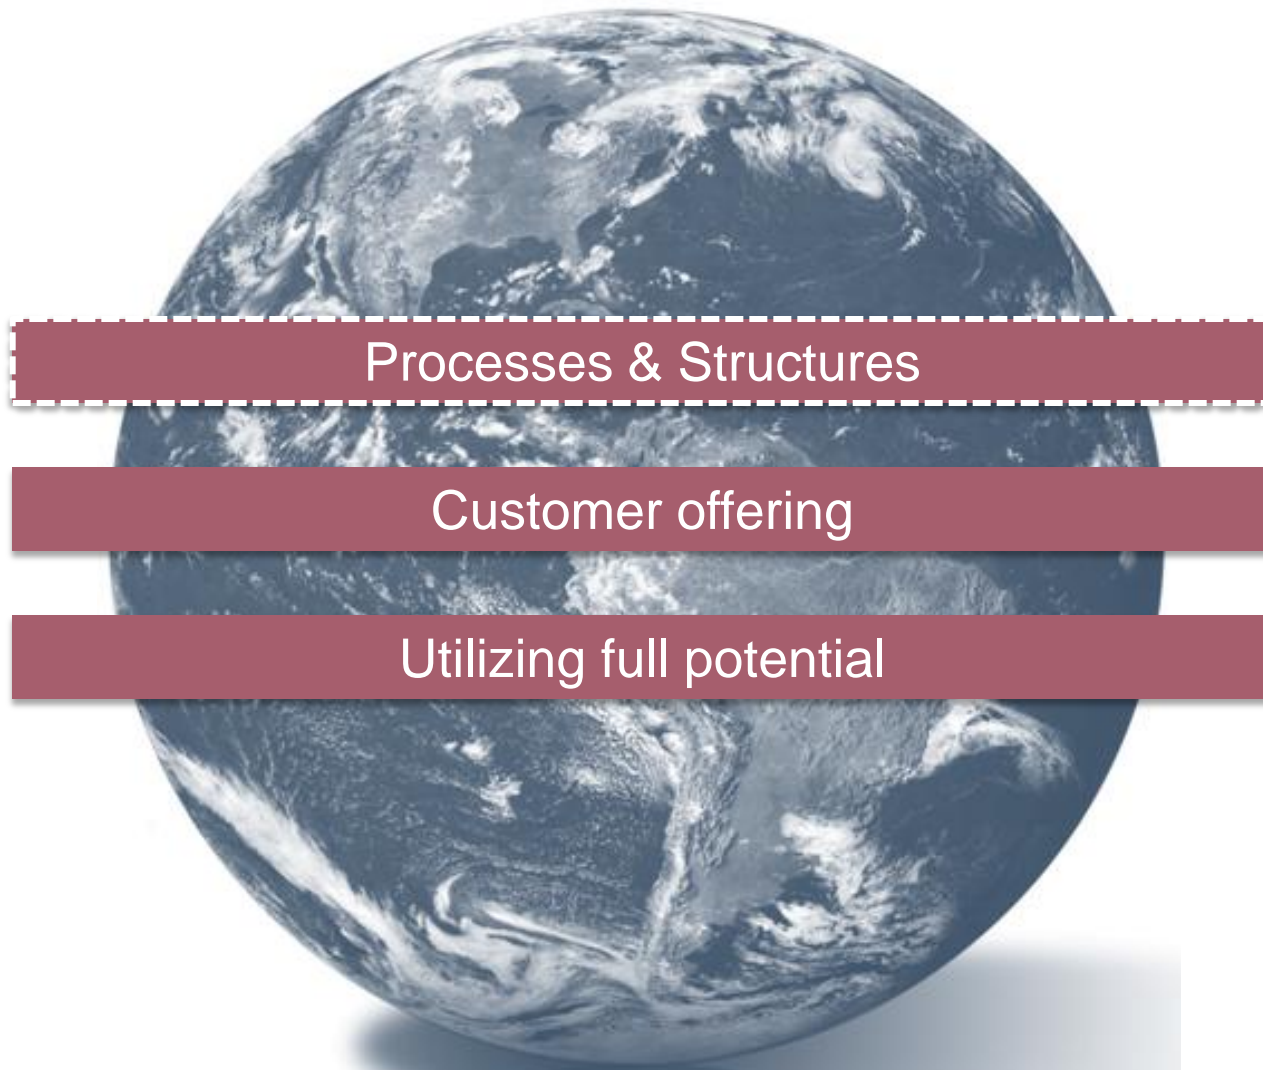 Processes & Structures
Customer offering
Utilizing full potential